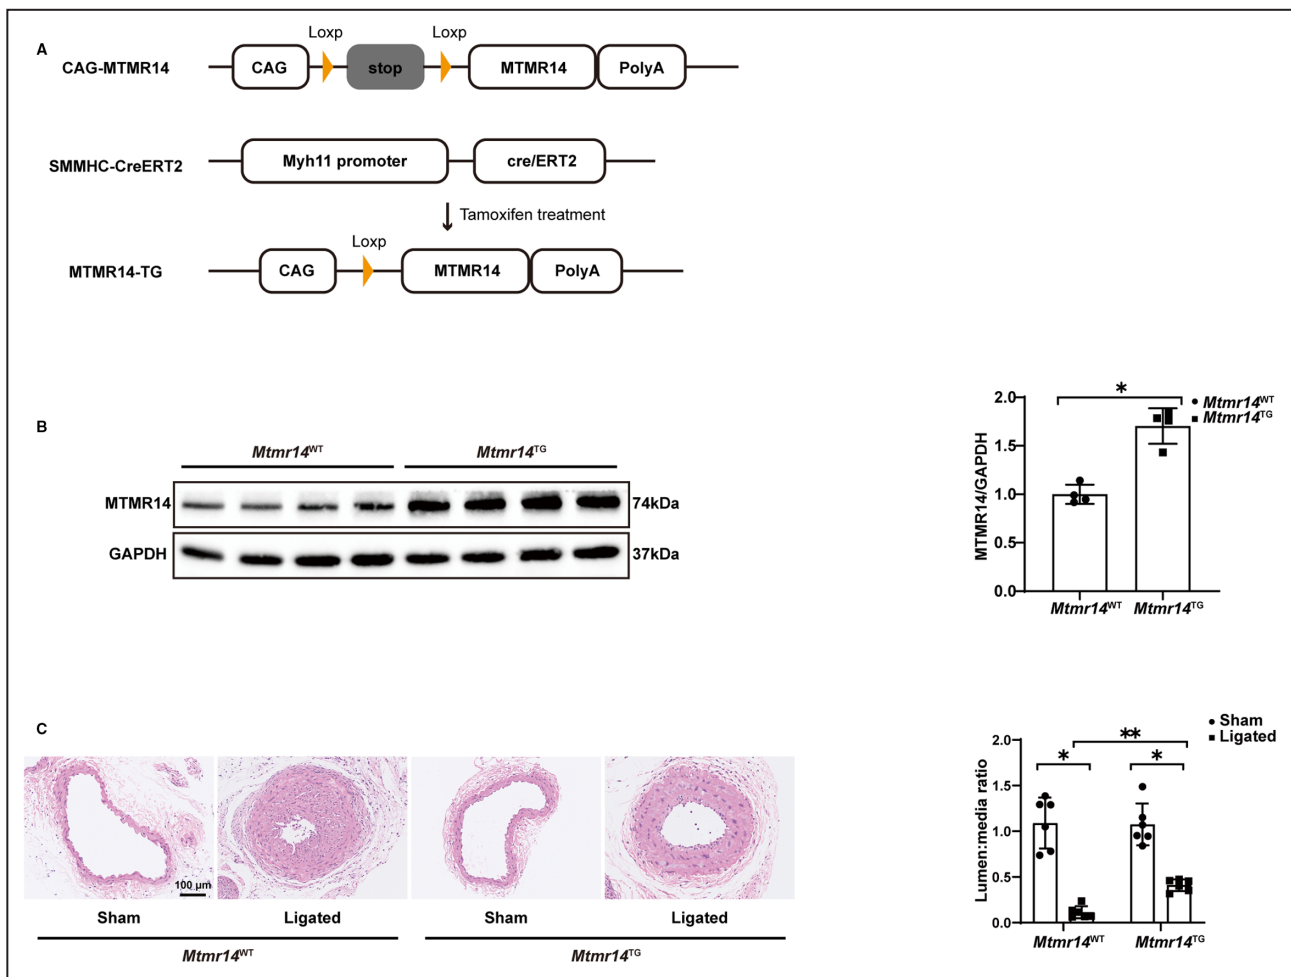 A
Loxp Loxp
CAG-MTMR14 CAG stop MTMR14 PolyA
SMMHC-CreERT2 Myh11 promoter cre/ERT2
Tamoxifen treatment
Loxp
MTMR14-TG CAG MTMR14 PolyA
B
Mtmr14WT Mtmr14TG
MTMR14 74kDa
GAPDH 37kDa
MTMR14/GAPDH
2.0
1.5
1.0
0.5
0.0
*
Mtmr14WT
Mtmr14TG
Mtmr14WT Mtmr14TG
C
100 μm
Sham Ligated Sham Ligated
Mtmr14WT Mtmr14TG
Lumen:media ratio
2.0
1.5
1.0
0.5
0.0
**
* *
Sham
Ligated
Mtmr14WT Mtmr14TG